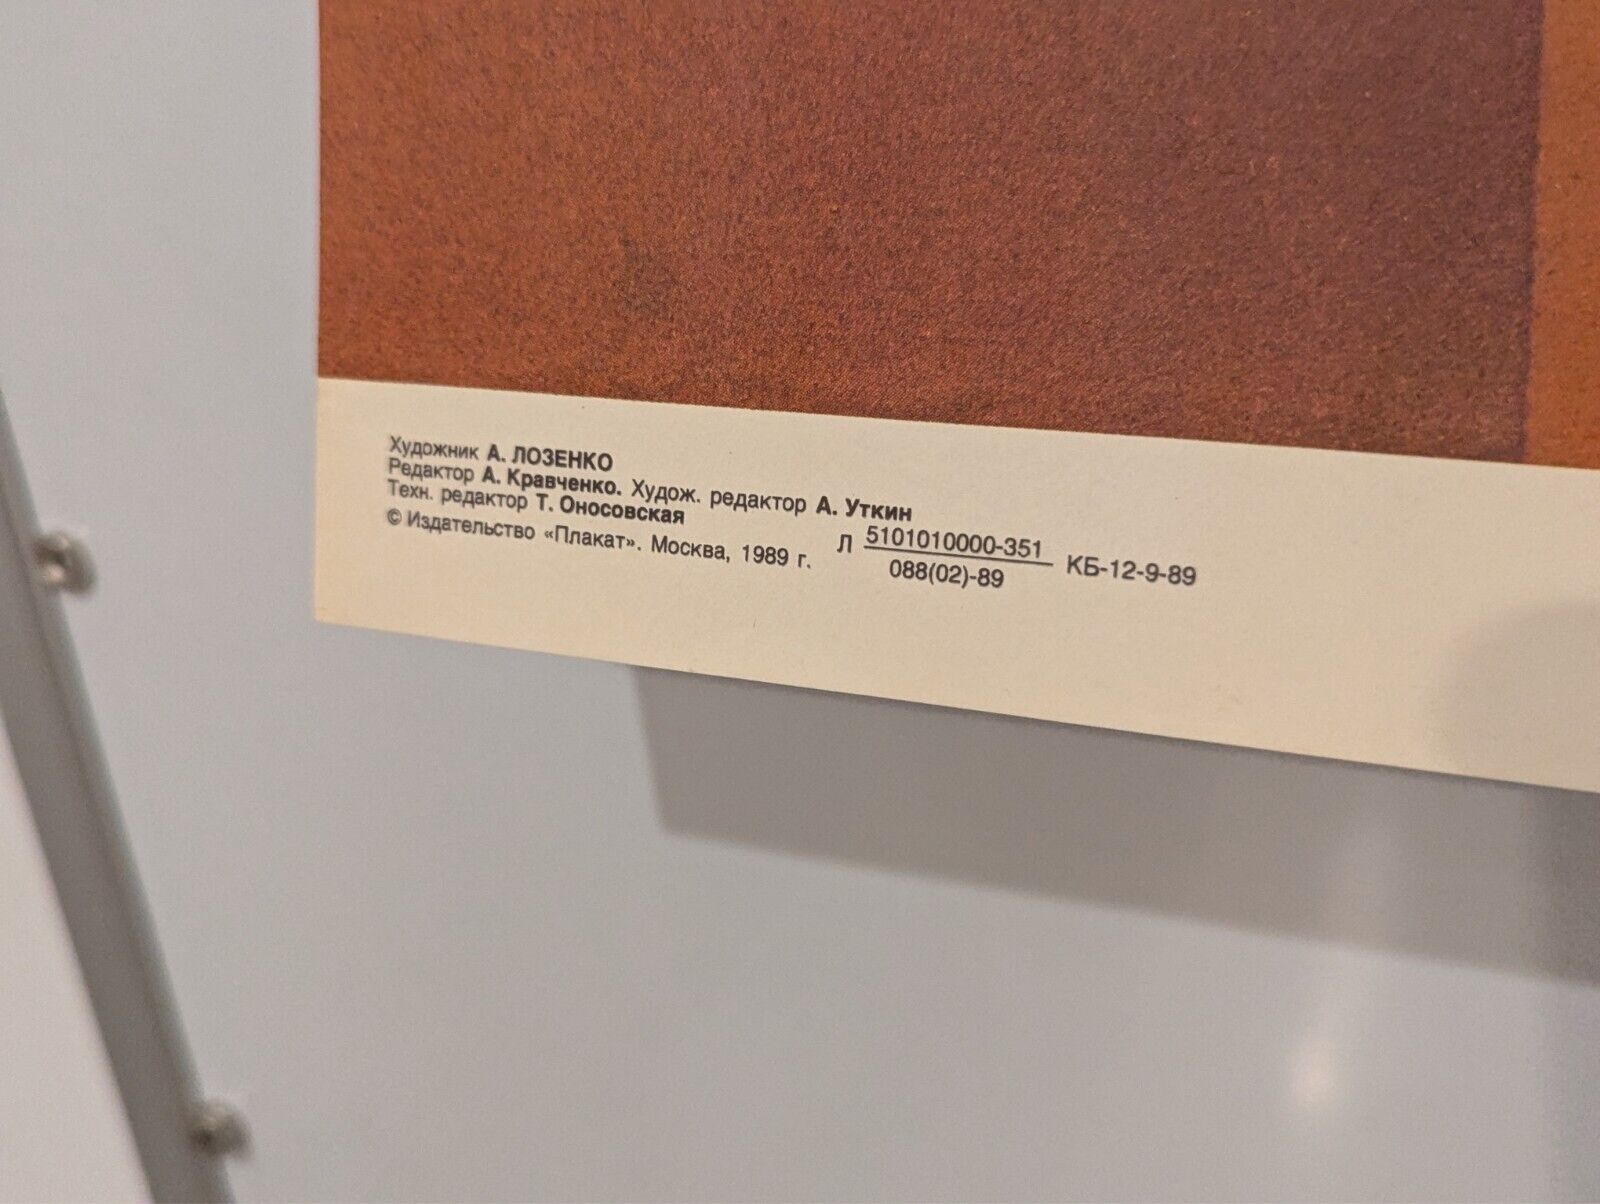 Художник А. ЛОЗЕНКО
Редактор А. Кравченко. Худож. редактор А. Уткин
Техн. редактор Т. Оносовская
© Издательство «Плакат». Москва, 1989 г. Л 5101010000-351 КБ-12-9-89
088(02)-89